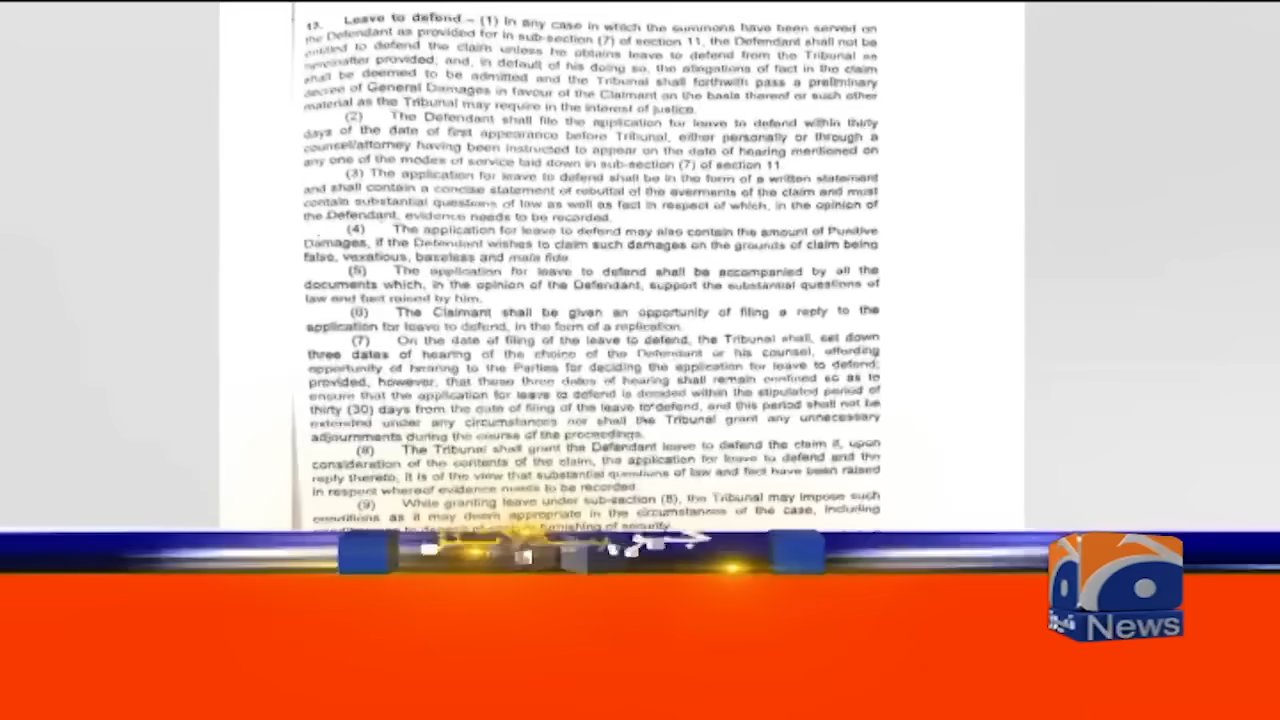 13. Leave to defend – (1) In any case in which the summons have been served on
the Defendant as provided for in sub-section (7) of section 11, the Defendant shall not be
entitled to defend the claim unless he obtains leave to defend from the Tribunal as
hereinafter provided; and, in default of his doing so, the allegations of fact in the claim
shall be deemed to be admitted and the Tribunal shall forthwith pass a preliminary
decree of General Damages in favour of the Claimant on the basis thereof or such other
material as the Tribunal may require in the interest of justice.
(2) The Defendant shall file the application for leave to defend within thirty
days of the date of first appearance before Tribunal, either personally or through a
counsel/attorney having been instructed to appear on the date of hearing mentioned on
any one of the modes of service laid down in sub-section (7) of section 11
(3) The application for leave to defend shall be in the form of a written statement
and shall contain a concise statement of rebuttal of the averments of the claim and must
contain substantial questions of law as well as fact in respect of which, in the opinion of
the Defendant, evidence needs to be recorded.
(4) The application for leave to defend may also contain the amount of Punitive
Damages, if the Defendant wishes to claim such damages on the grounds of claim being
false, vexatious, baseless and mala fide
(5) The application for leave to defend shall be accompanied by all the
documents which, in the opinion of the Defendant, support the substantial questions of
law and fact raised by him.
(6) The Claimant shall be given an opportunity of filing a reply to the
application for leave to defend, in the form of a replication.
(7) On the date of filing of the leave to defend, the Tribunal shall, set down
three dates of hearing of the choice of the Defendant or his counsel, affording
opportunity of hearing to the Parties for deciding the application for leave to defend;
provided, however, that these three dates of hearing shall remain confined so as to
ensure that the application for leave to defend is decided within the stipulated period of
thirty (30) days from the date of filing of the leave to defend, and this period shall not be
extended under any circumstances nor shall the Tribunal grant any unnecessary
adjournments during the course of the proceedings.
(8) The Tribunal shall grant the Defendant leave to defend the claim if, upon
consideration of the contents of the claim, the application for leave to defend and the
reply thereto, it is of the view that substantial questions of law and fact have been raised
in respect whereof evidence needs to be recorded.
(9) While granting leave under sub-section (8), the Tribunal may impose such
conditions as it may deem appropriate in the circumstances of the case, including
furnishing of security
نیوز News